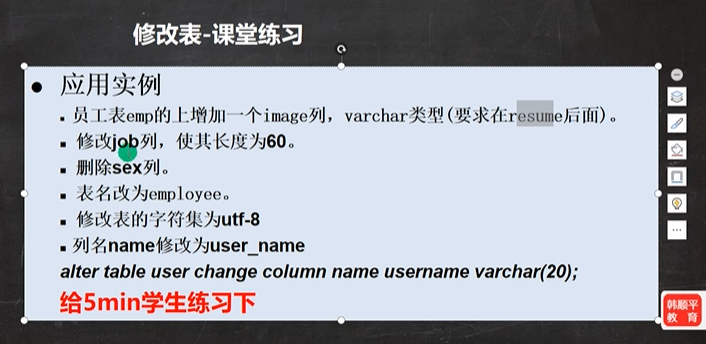 修改表-课堂练习
● 应用实例
▪ 员工表emp的上增加一个image列，varchar类型(要求在resume后面)。
▪ 修改job列，使其长度为60。
▪ 删除sex列。
▪ 表名改为employee。
▪ 修改表的字符集为utf-8
▪ 列名name修改为user_name
alter table user change column name username varchar(20);
给5min学生练习下
韩顺平
教 育